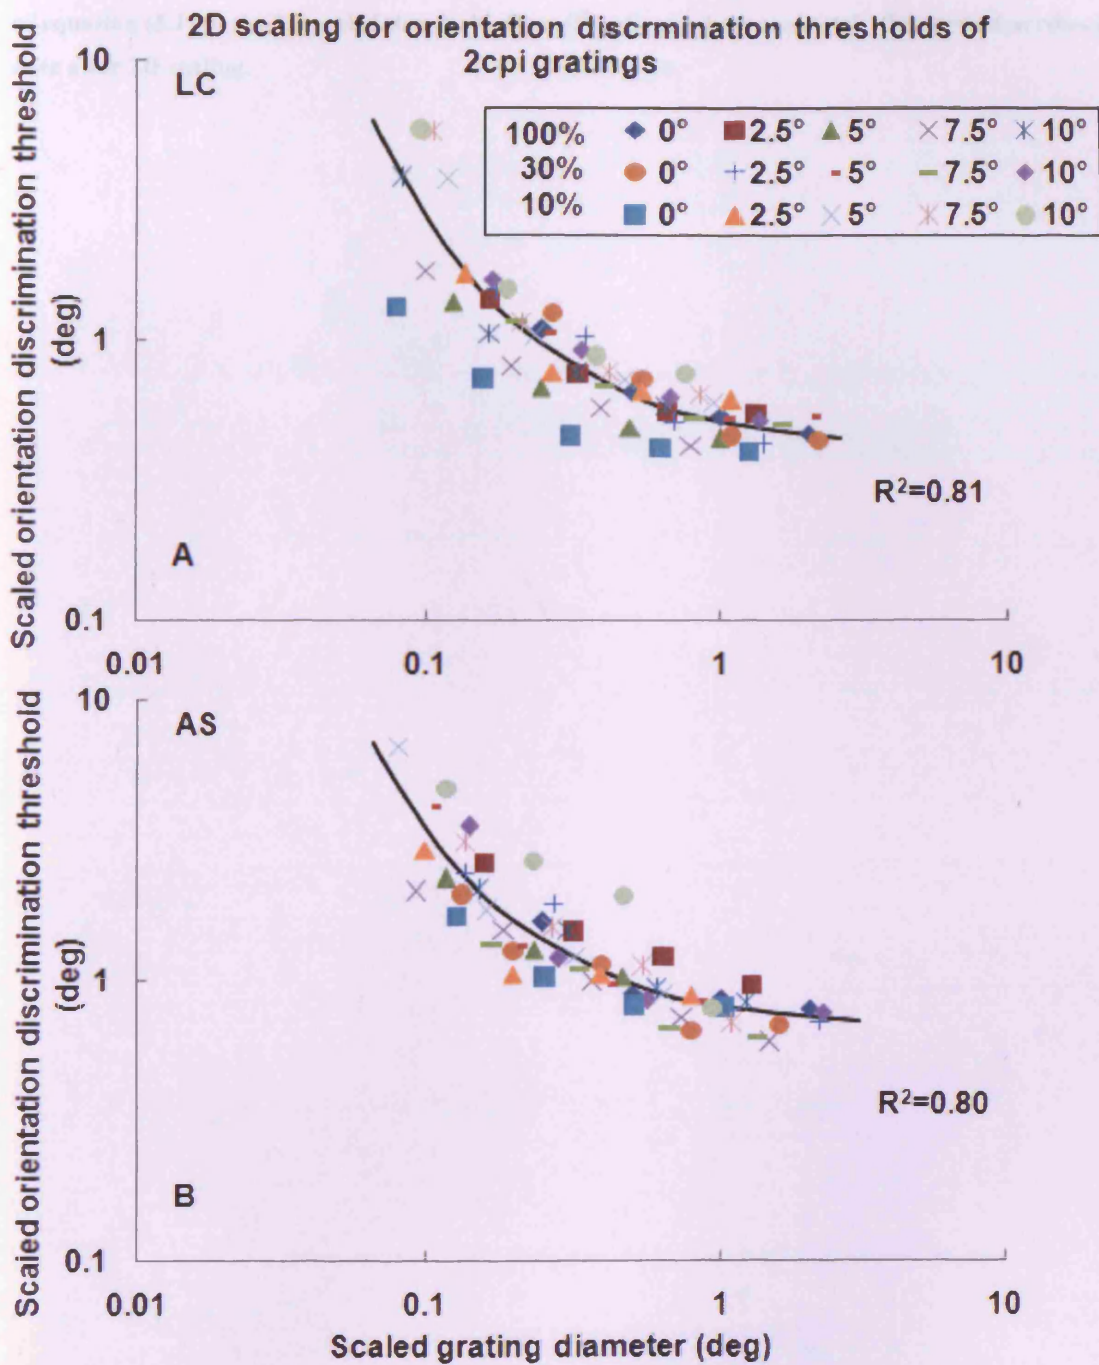 2D scaling for orientation discrmination thresholds of
2cpi gratings
Scaled orientation discrimination threshold
(deg)
10
1
0.1
LC
100% 0° 2.5° 5° 7.5° 10°
30% 0° 2.5° 5° 7.5° 10°
10% 0° 2.5° 5° 7.5° 10°
R²=0.81
A
0.01 0.1 1 10
Scaled orientation discrimination threshold
(deg)
10
1
0.1
AS
R²=0.80
B
0.01 0.1 1 10
Scaled grating diameter (deg)